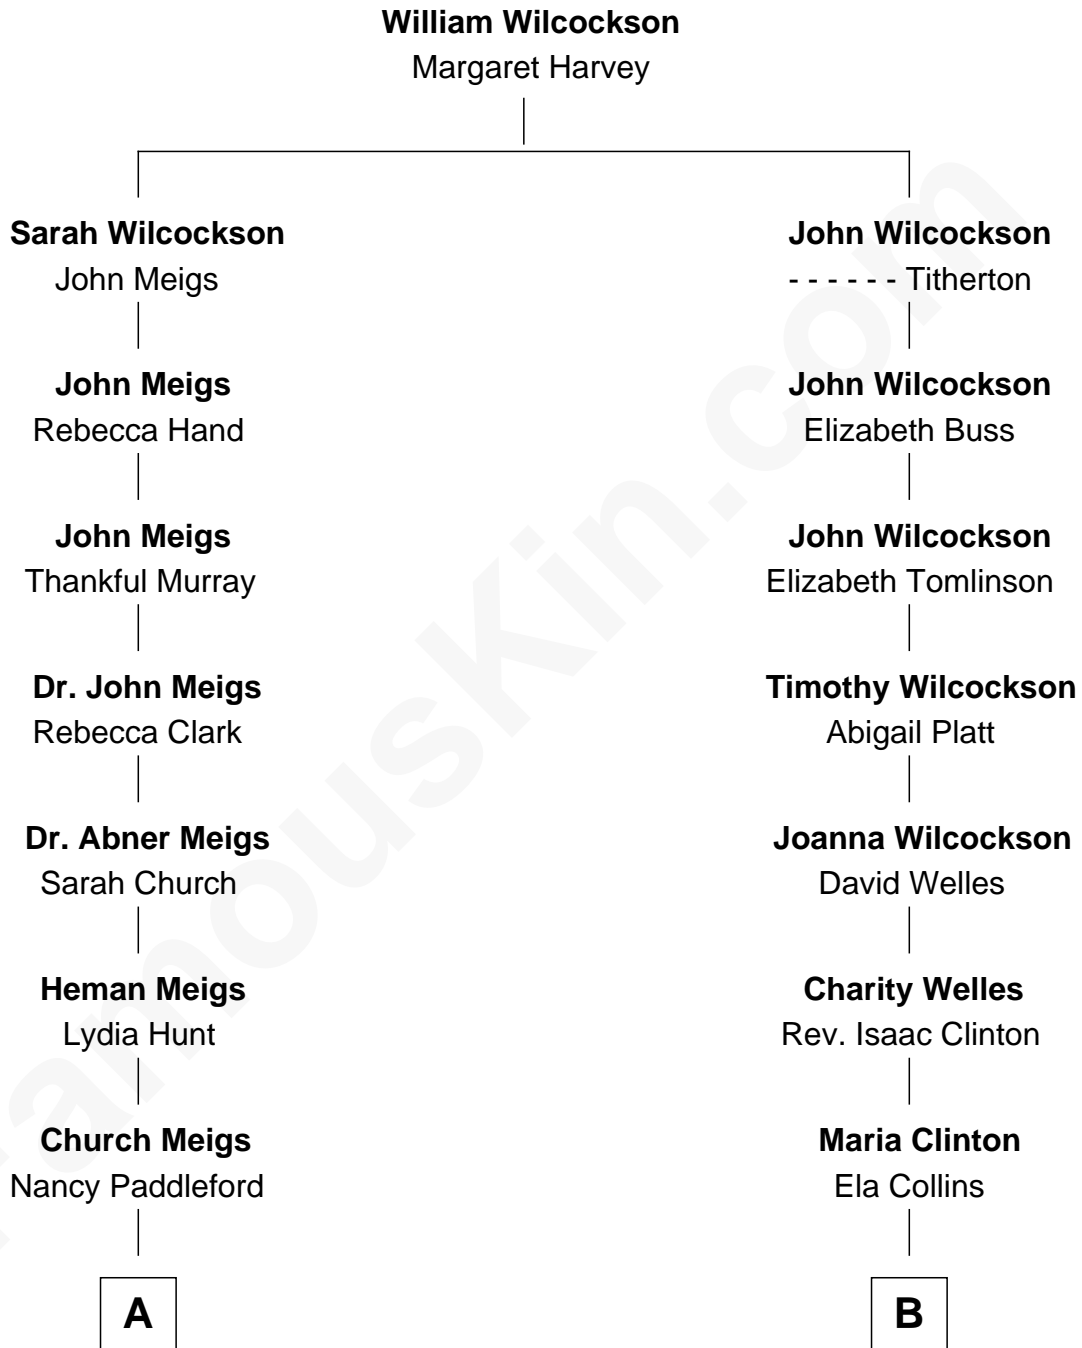 William Wilcockson
Margaret Harvey
Sarah Wilcockson
John Meigs
John Wilcockson
- - - - - - Titherton
John Meigs
Rebecca Hand
John Wilcockson
Elizabeth Buss
John Meigs
Thankful Murray
John Wilcockson
Elizabeth Tomlinson
Dr. John Meigs
Rebecca Clark
Timothy Wilcockson
Abigail Platt
Dr. Abner Meigs
Sarah Church
Joanna Wilcockson
David Welles
Heman Meigs
Lydia Hunt
Charity Welles
Rev. Isaac Clinton
Church Meigs
Nancy Paddleford
Maria Clinton
Ela Collins
A
B
FamousKin.com